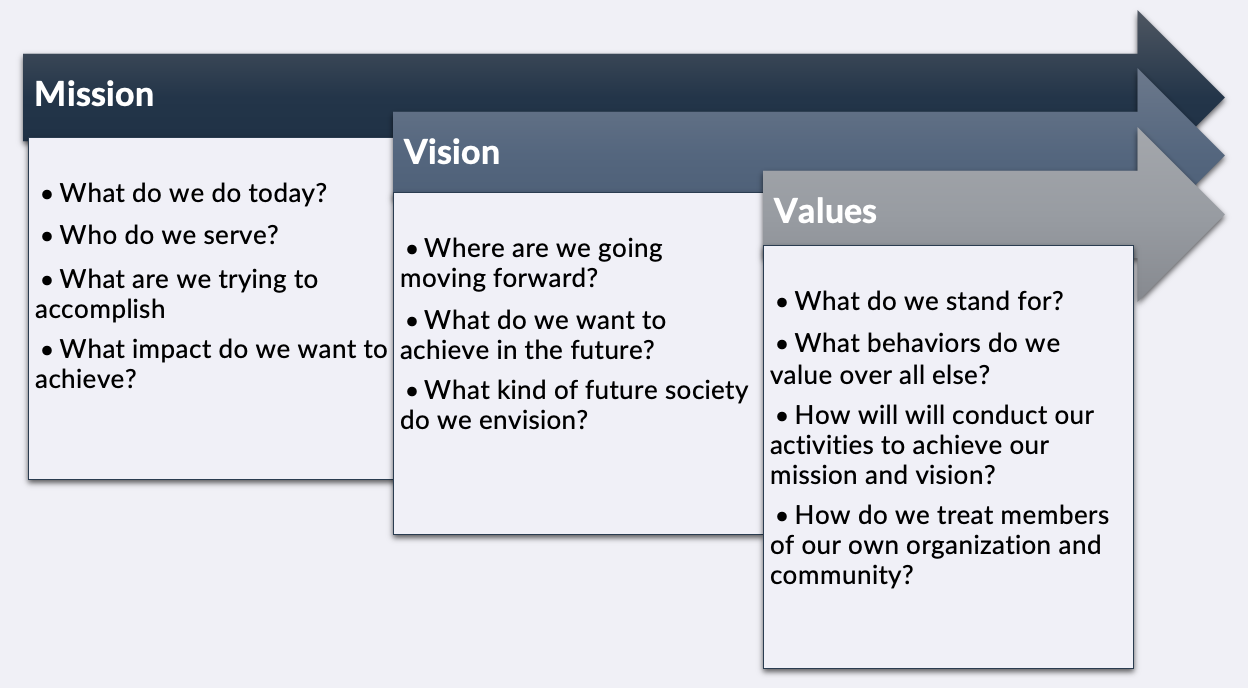 Mission
• What do we do today?
• Who do we serve?
• What are we trying to
accomplish
• What impact do we want to
achieve?
Vision
• Where are we going
moving forward?
• What do we want to
achieve in the future?
• What kind of future society
do we envision?
Values
• What do we stand for?
• What behaviors do we
value over all else?
• How will will conduct our
activities to achieve our
mission and vision?
• How do we treat members
of our own organization and
community?